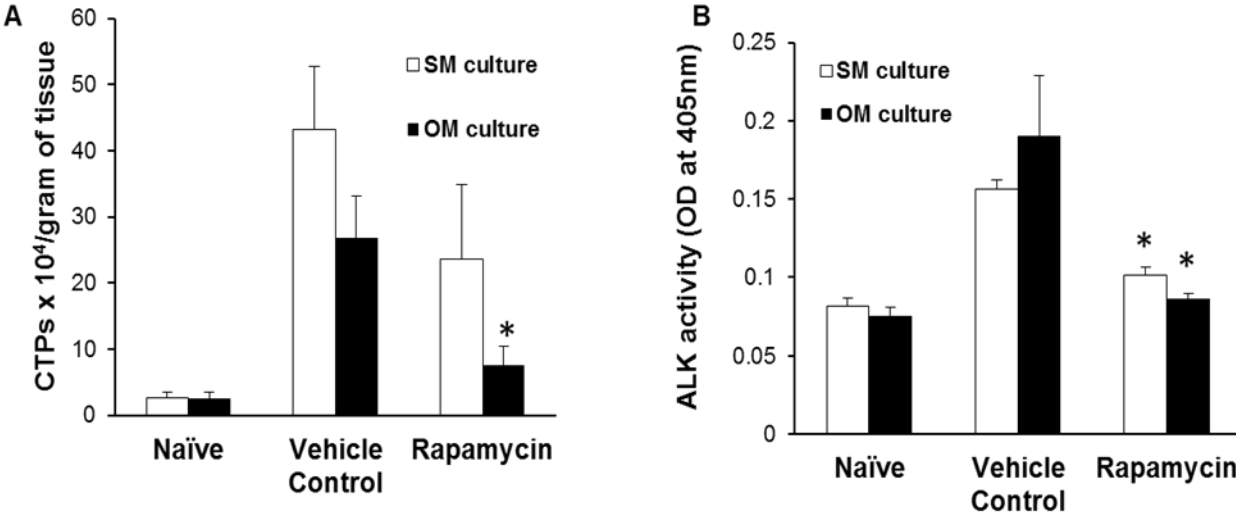 A
CTPs x 10⁴/gram of tissue
60
50
40
30
20
10
0
SM culture
OM culture
*
Naïve
Vehicle
Control
Rapamycin
B
ALK activity (OD at 405nm)
0.25
0.2
0.15
0.1
0.05
0
SM culture
OM culture
*
*
Naïve
Vehicle
Control
Rapamycin